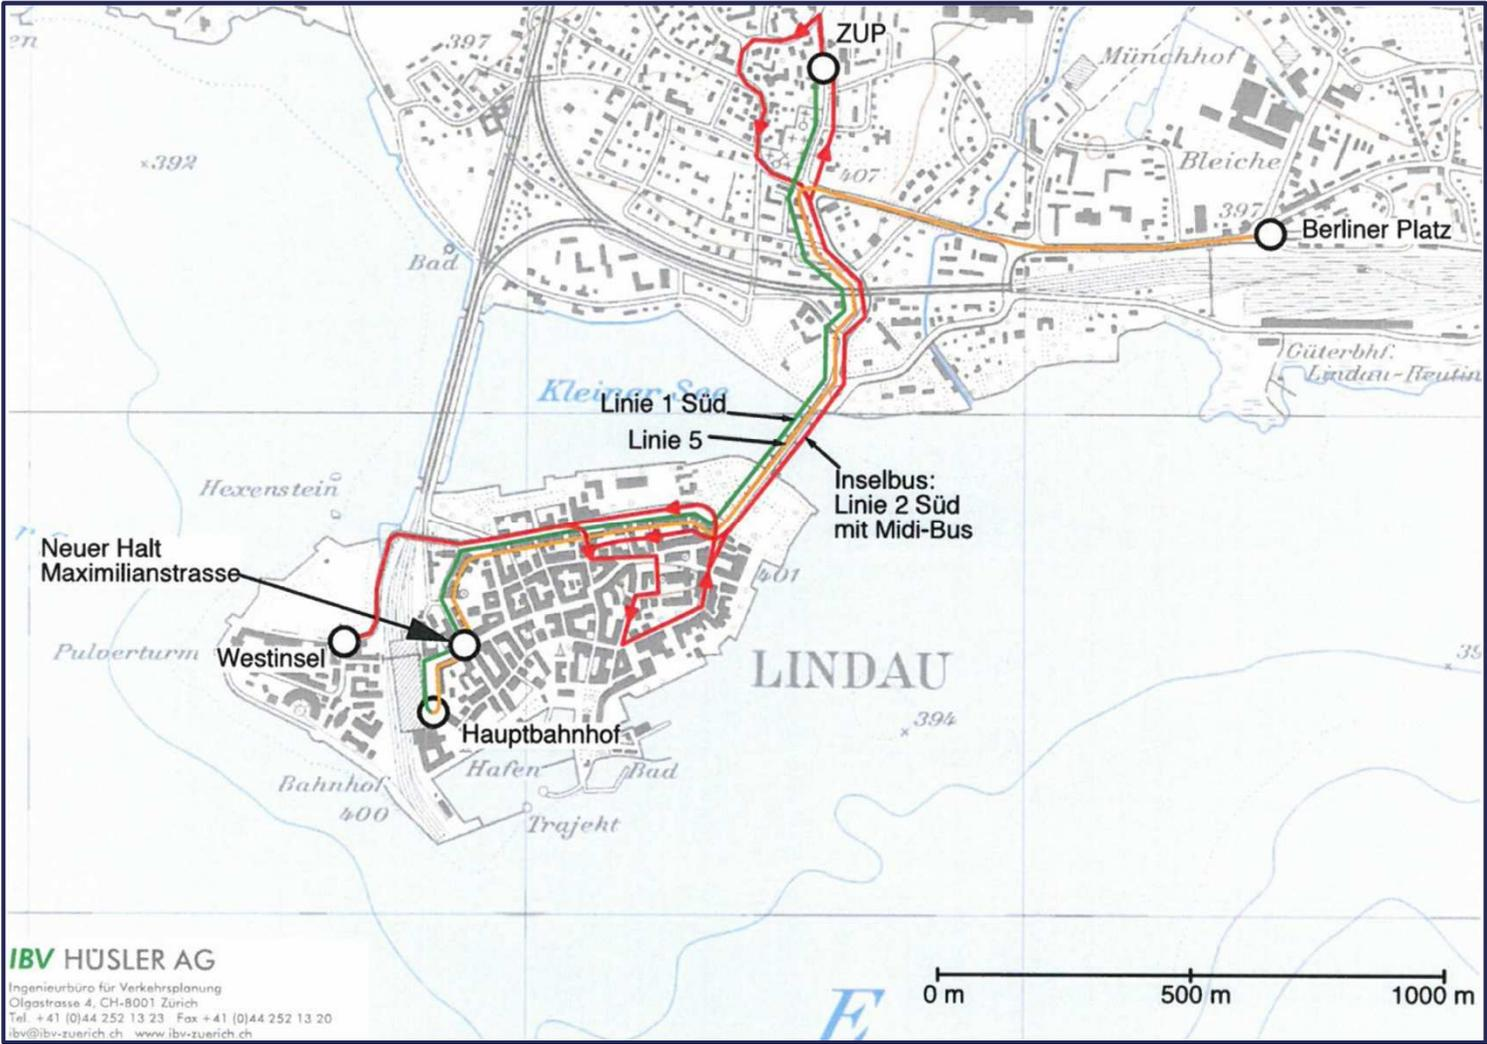 ZUP
397
Münchhof
392
407
Bleiche
397
Berliner Platz
Bad
Güterbhf.
Lindau-Reutin
Kleiner See
Linie 1 Süd
Linie 5
Hexenstein
Inselbus:
Linie 2 Süd
mit Midi-Bus
Neuer Halt
Maximilianstrasse
401
Pulverturm
Westinsel
LINDAU
39
394
Hauptbahnhof
Hafen
Bad
Bahnhof
400
Trajekt
IBV HÜSLER AG
Ingenieurbüro für Verkehrsplanung
Olgastrasse 4, CH-8001 Zürich
Tel. +41 (0)44 252 13 23 Fax +41 (0)44 252 13 20
ibv@ibv-zuerich.ch www.ibv-zuerich.ch
0 m 500 m 1000 m
E